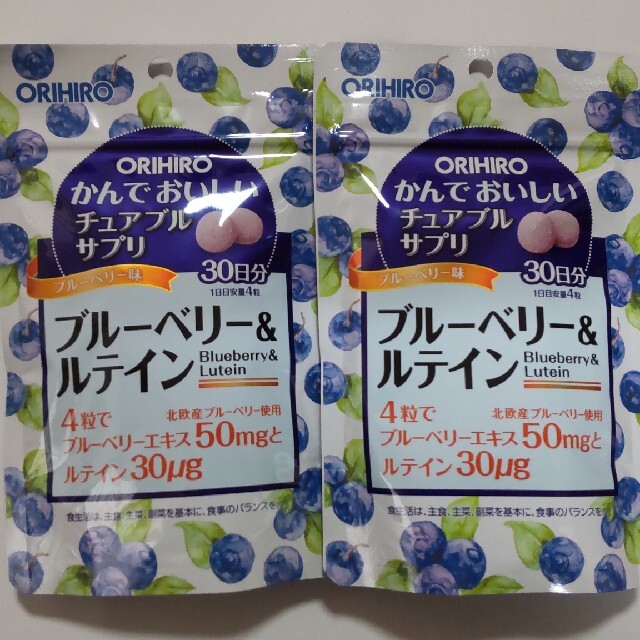 ORIHIRO
ORIHIRO
かんでおいしい
チュアブル
サプリ
ブルーベリー味
30日分
1日目安量4粒
ブルーベリー&
ルテイン
Blueberry&
Lutein
4粒で
北欧産ブルーベリー使用
ブルーベリーエキス50mgと
ルテイン30μg
食生活は、主食、主菜、副菜を基本に、食事のバランスを
ORIHIRO
ORIHIRO
かんでおいしい
チュアブル
サプリ
ブルーベリー味
30日分
1日目安量4粒
ブルーベリー&
ルテイン
Blueberry&
Lutein
4粒で
北欧産ブルーベリー使用
ブルーベリーエキス50mgと
ルテイン30μg
食生活は、主食、主菜、副菜を基本に、食事のバランスを